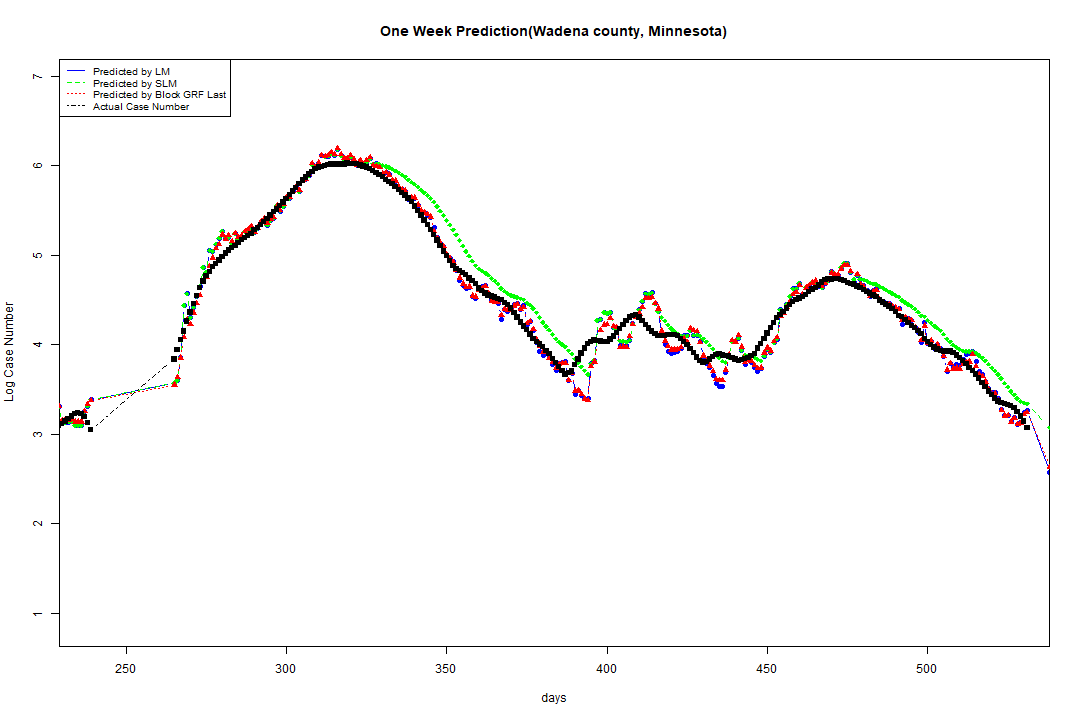 One Week Prediction(Wadena county, Minnesota)
Predicted by LM
Predicted by SLM
Predicted by Block GRF Last
Actual Case Number
7
6
5
4
3
2
1
Log Case Number
250 300 350 400 450 500
days